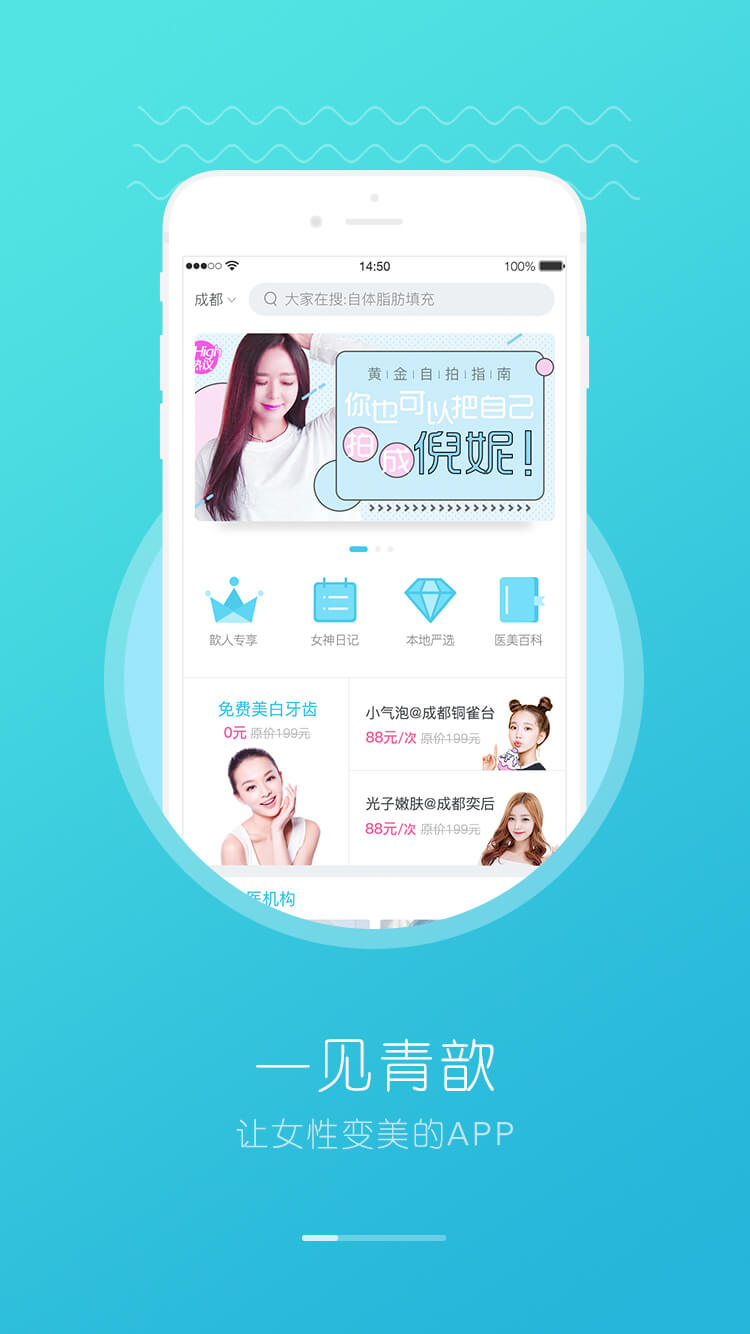 14:50
100%
成都
大家在搜:自体脂肪填充
High
热议
黄|金|自|拍|指|南
你也可以把自己
拍成倪妮!
歆人专享
女神日记
本地严选
医美百科
免费美白牙齿
0元 原价199元
小气泡@成都铜雀台
88元/次 原价199元
光子嫩肤@成都奕后
88元/次 原价199元
医机构
一见青歆
让女性变美的APP